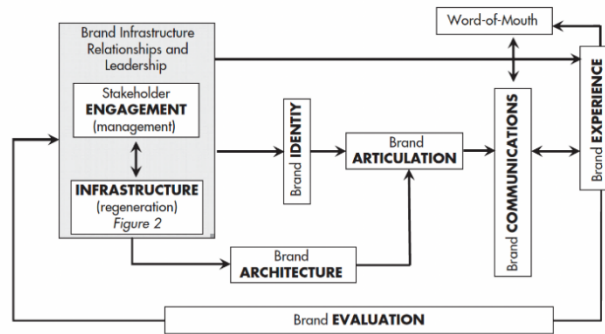 Brand Infrastructure
Relationships and
Leadership
Stakeholder
ENGAGEMENT
(management)
INFRASTRUCTURE
(regeneration)
Figure 2
Brand IDENTITY
Brand
ARCHITECTURE
Brand
ARTICULATION
Word-of-Mouth
Brand COMMUNICATIONS
Brand EXPERIENCE
Brand EVALUATION